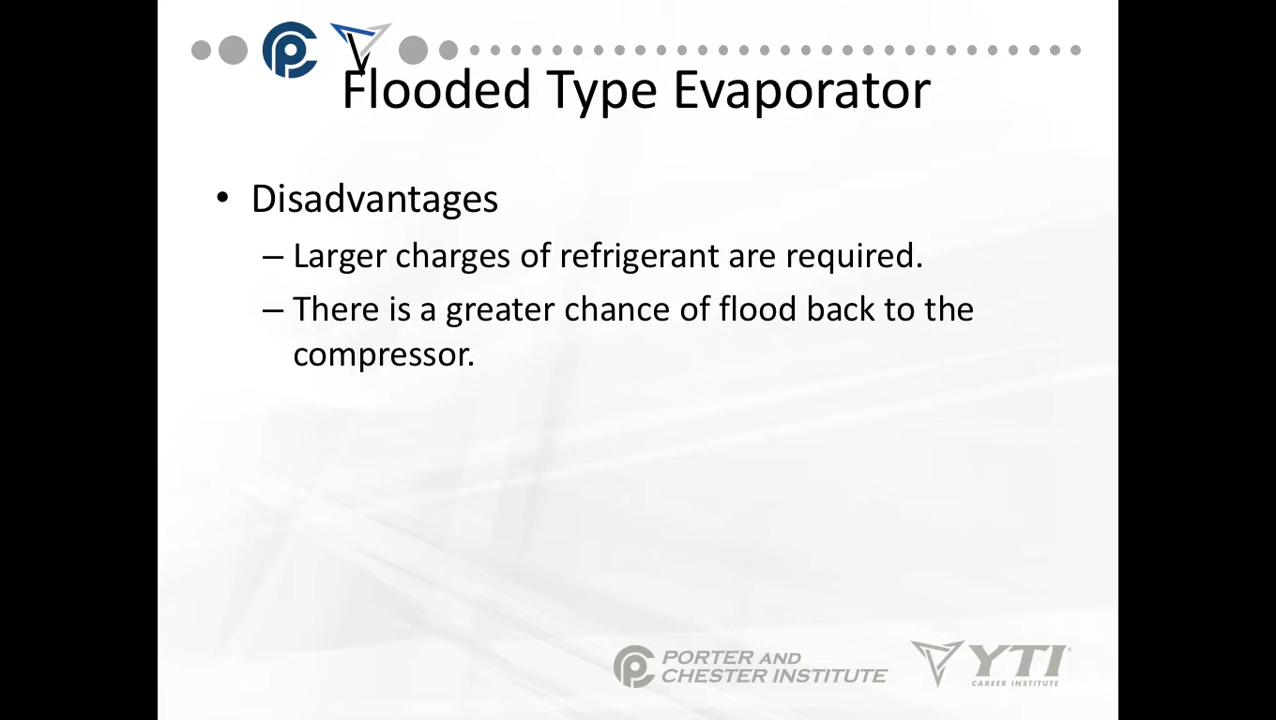 Flooded Type Evaporator
• Disadvantages
– Larger charges of refrigerant are required.
– There is a greater chance of flood back to the
compressor.
PORTER AND
CHESTER INSTITUTE
YTI
CAREER INSTITUTE